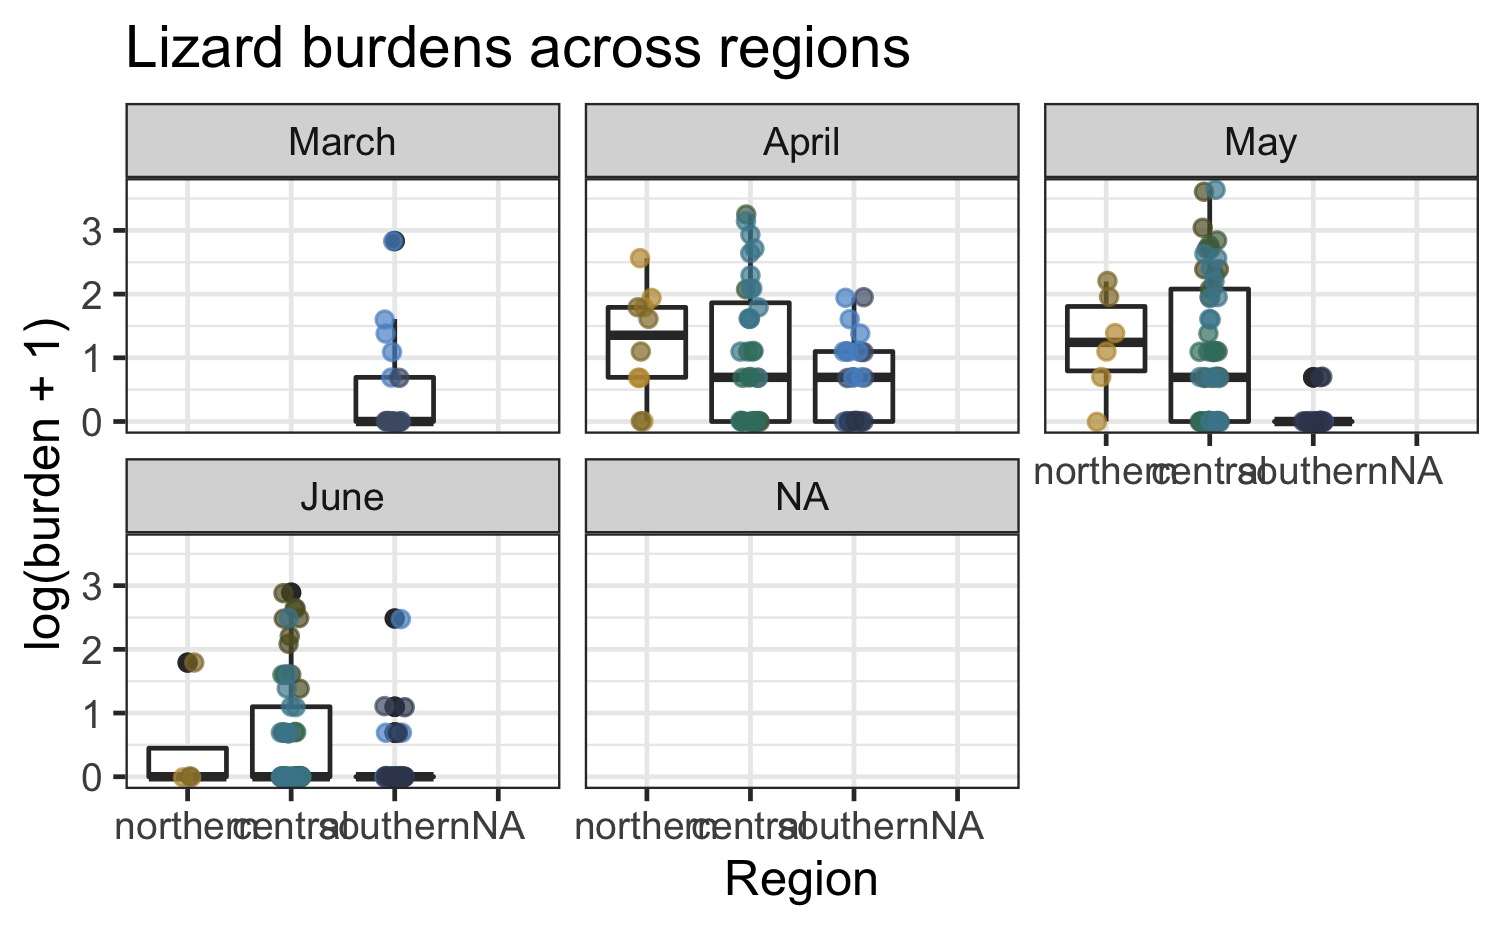 Lizard burdens across regions
March
April
May
3
2
1
0
northern central southern NA
June
NA
3
2
1
0
northern central southern NA
northern central southern NA
log(burden + 1)
Region